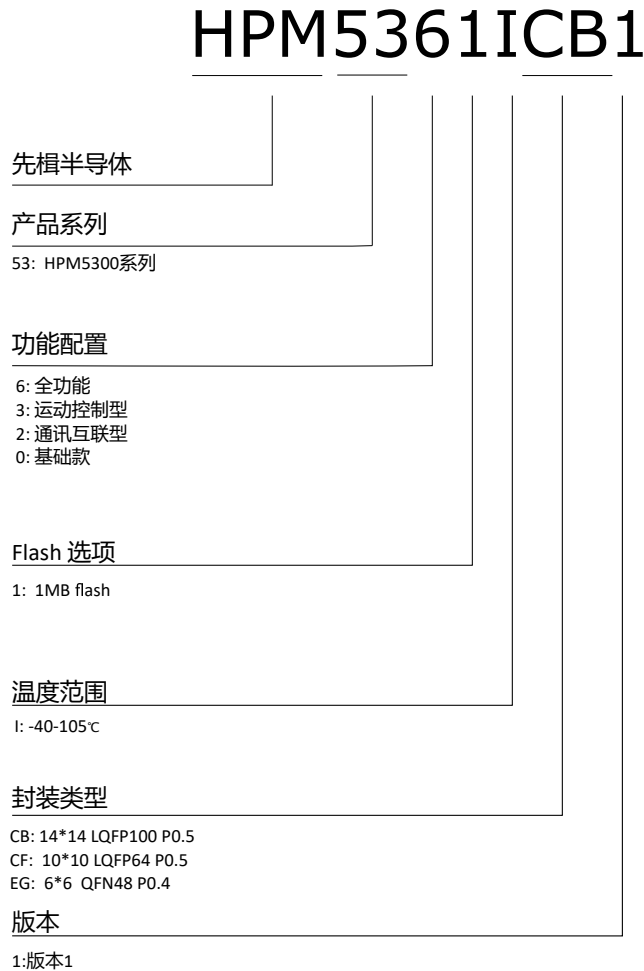 HPM5361ICB1
先楫半导体
产品系列
53: HPM5300系列
功能配置
6: 全功能
3: 运动控制型
2: 通讯互联型
0: 基础款
Flash 选项
1: 1MB flash
温度范围
I: -40-105℃
封装类型
CB: 14*14 LQFP100 P0.5
CF: 10*10 LQFP64 P0.5
EG: 6*6 QFN48 P0.4
版本
1:版本1